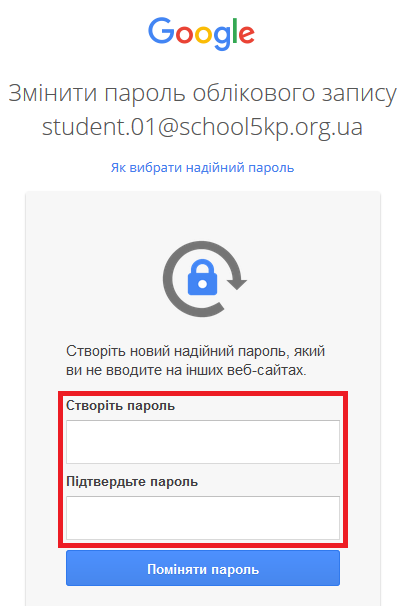 Google
Змінити пароль облікового запису
student.01@school5kp.org.ua
Як вибрати надійний пароль
Створіть новий надійний пароль, який
ви не вводите на інших веб-сайтах.
Створіть пароль
Підтвердьте пароль
Поміняти пароль